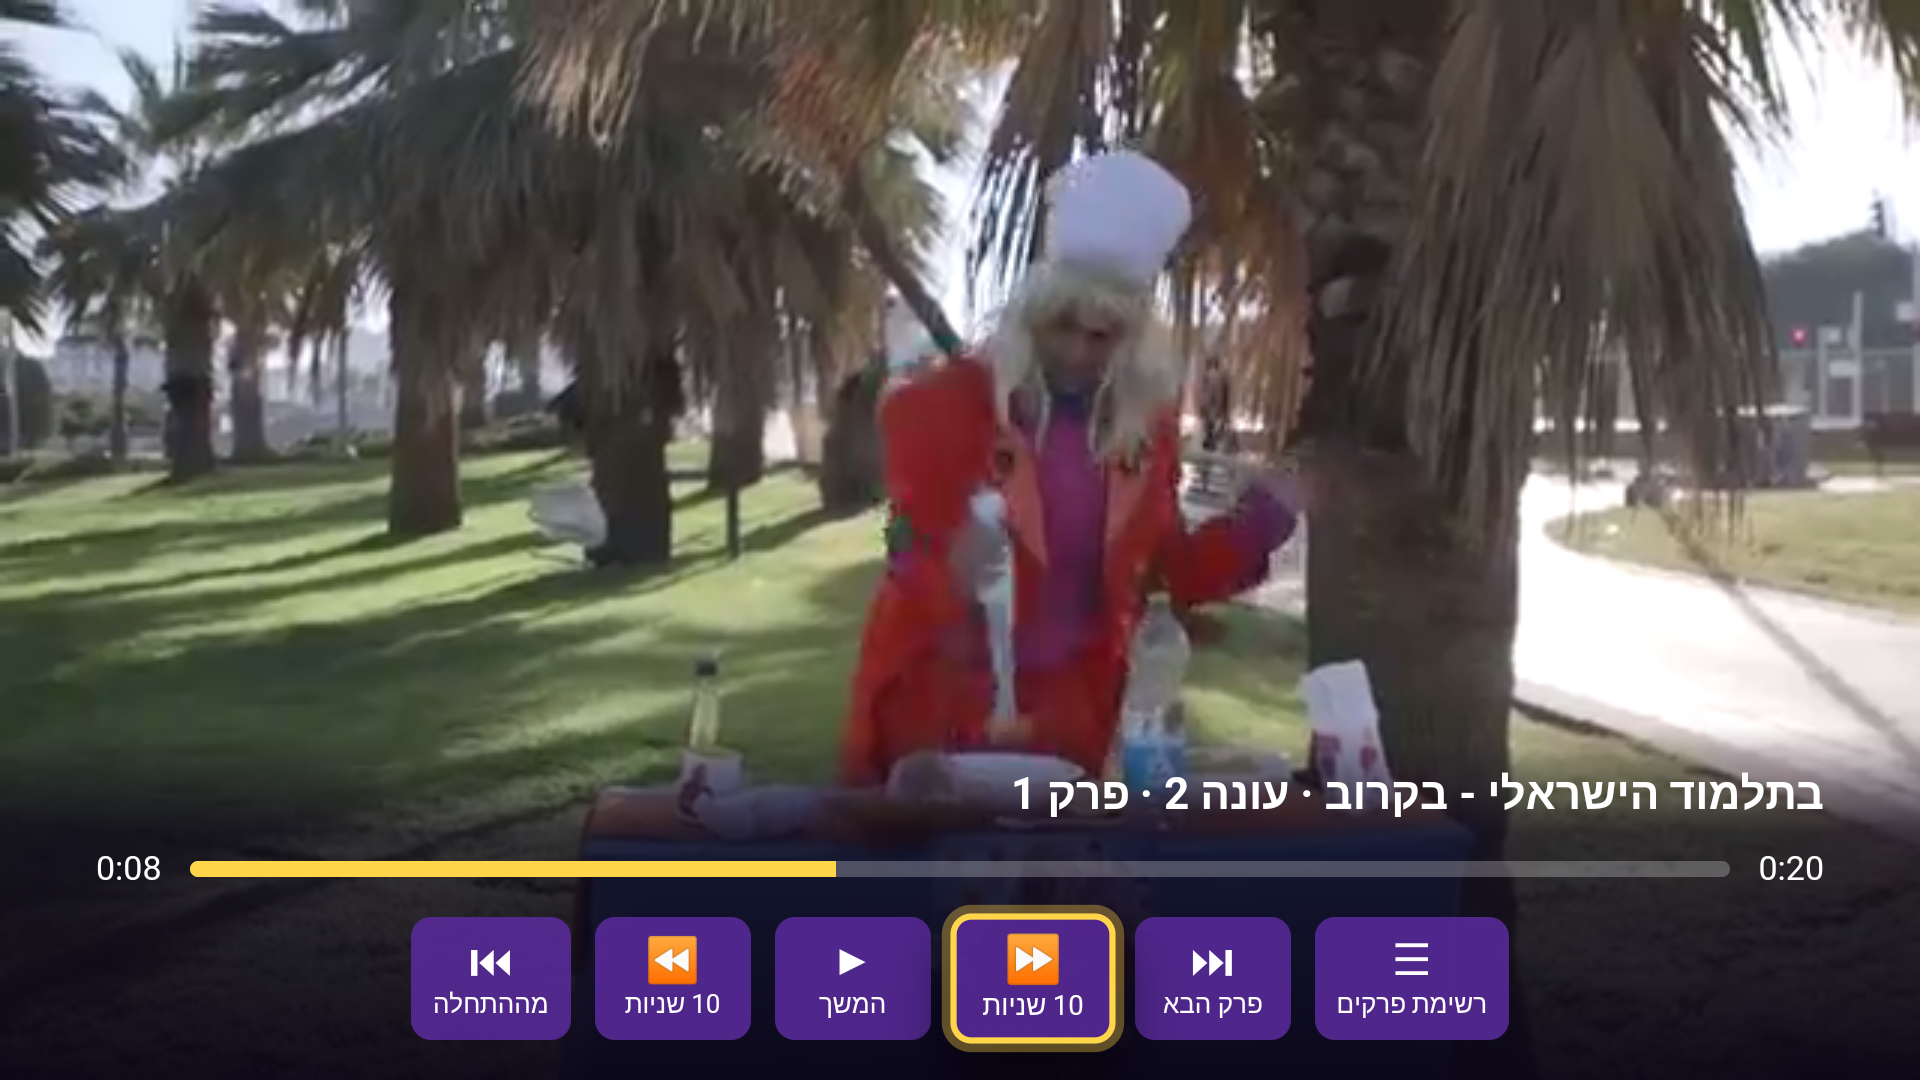 בתלמוד הישראלי - בקרוב · עונה 2 · פרק 1
0:08
0:20
מההתחלה
10 שניות
המשך
10 שניות
פרק הבא
רשימת פרקים